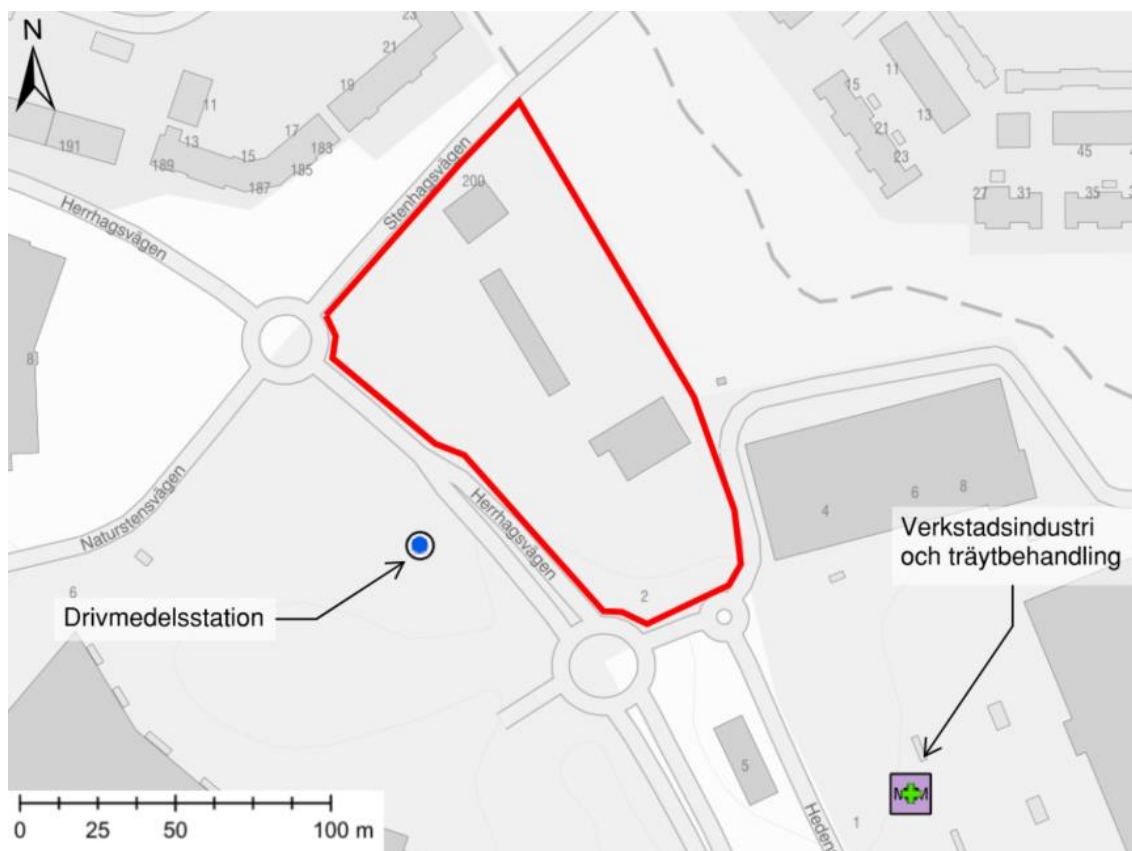 N
23
21
19
11
17
13
183
191
15
189
185
187
Herrhagsvägen
Stenhagsvägen
200
11
15
13
21
23
45
27
31
35
8
Naturstensvägen
Herrhagsvägen
4
6
8
Verkstadsindustri
och träytbehandling
6
Drivmedelsstation
2
5
M M
1
Heden
0 25 50 100 m